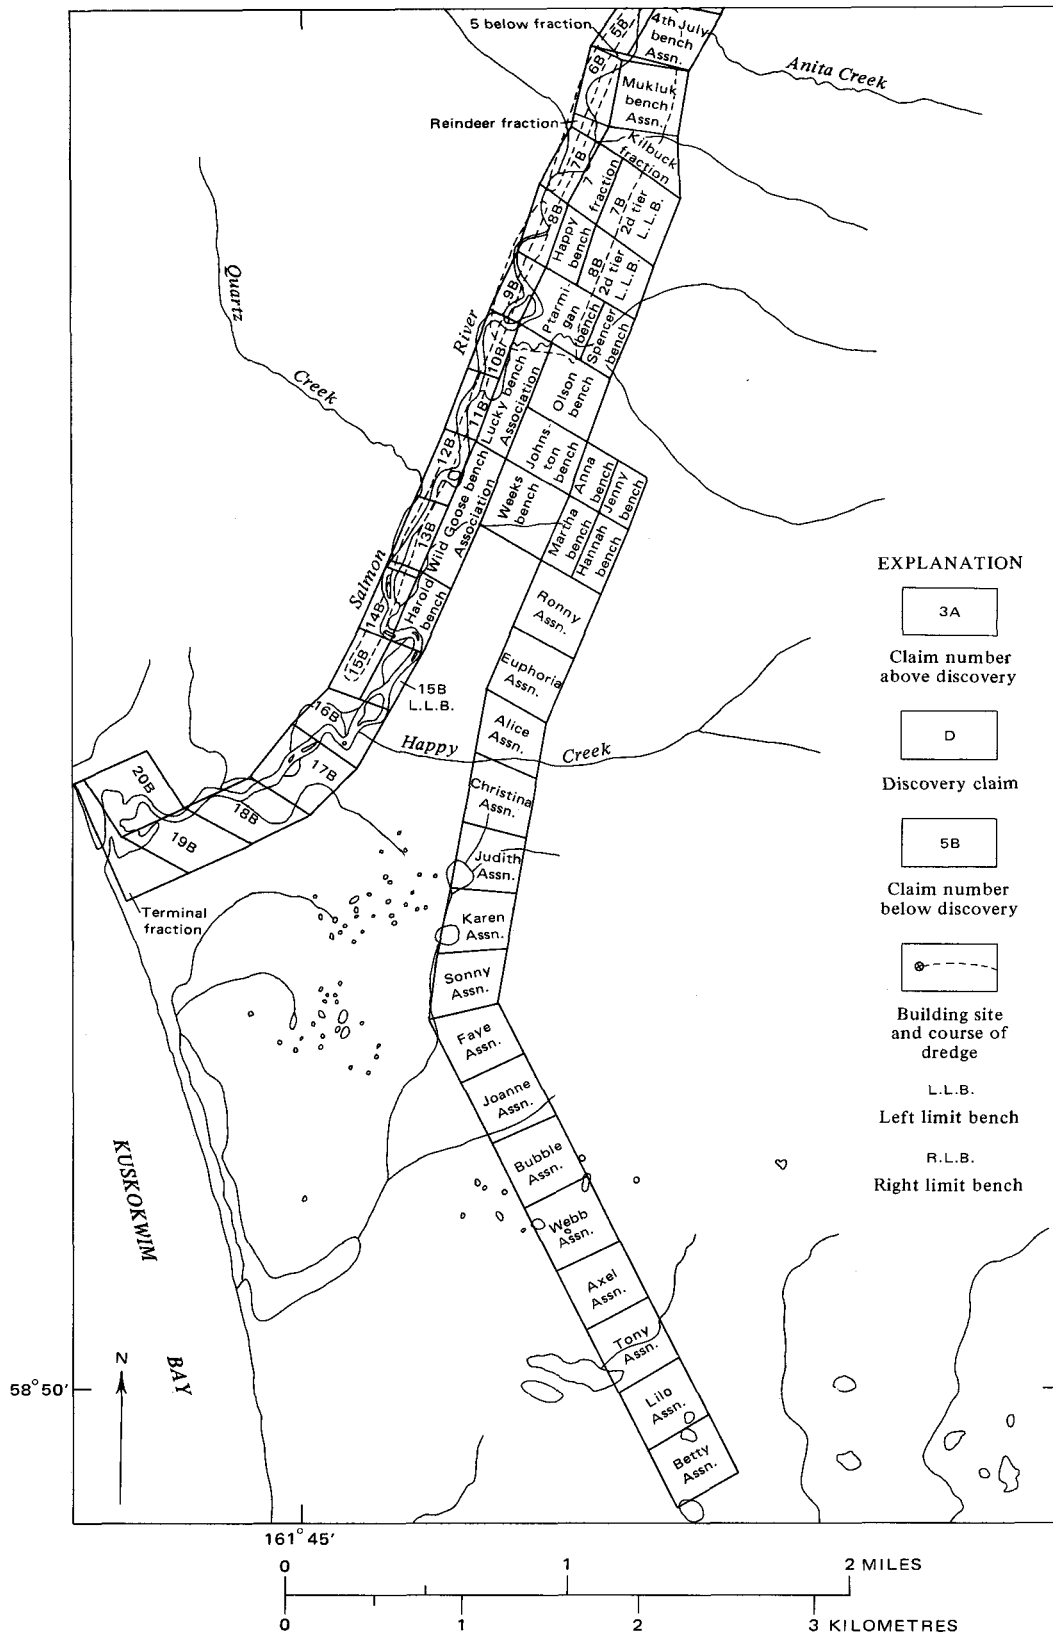 5 below fraction
5B
4th July
bench
Assn.
Anita Creek
6B
Mukluk
bench
Assn.
Reindeer fraction
Kilbuck
fraction
7B
7
fraction
7B
2d tier
L.L.B.
8B
Happy
bench
8B
2d tier
L.L.B.
Quartz
Creek
9B
Ptarmi-
gan
bench
Spencer
bench
River
10B
Lucky bench
Association
Olson
bench
11B
12B
Johns-
ton
bench
Anna
bench
Jenny
bench
Wild Goose bench
Association
Weeks
bench
Martha
bench
Hannah
bench
13B
Salmon
14B
Harold
bench
Ronny
Assn.
15B
15B
L.L.B.
Euphoria
Assn.
16B
Alice
Assn.
Happy
Creek
17B
20B
18B
19B
Christina
Assn.
Judith
Assn.
Terminal
fraction
Karen
Assn.
Sonny
Assn.
Faye
Assn.
Joanne
Assn.
Bubble
Assn.
Webb
Assn.
Axel
Assn.
Tony
Assn.
Lilo
Assn.
Betty
Assn.
KUSKOKWIM
BAY
N
58°50'
161°45'
EXPLANATION
3A
Claim number
above discovery
D
Discovery claim
5B
Claim number
below discovery
Building site
and course of
dredge
L.L.B.
Left limit bench
R.L.B.
Right limit bench
0 1 2 MILES
0 1 2 3 KILOMETRES